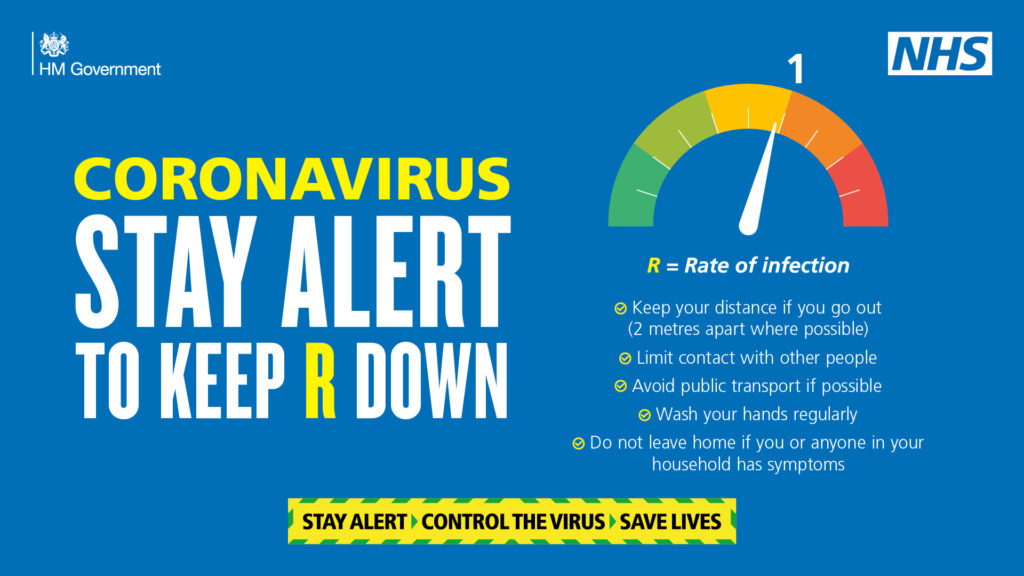 HM Government
NHS
CORONAVIRUS
STAY ALERT
TO KEEP R DOWN
1
R = Rate of infection
Keep your distance if you go out
(2 metres apart where possible)
Limit contact with other people
Avoid public transport if possible
Wash your hands regularly
Do not leave home if you or anyone in your
household has symptoms
STAY ALERT CONTROL THE VIRUS SAVE LIVES